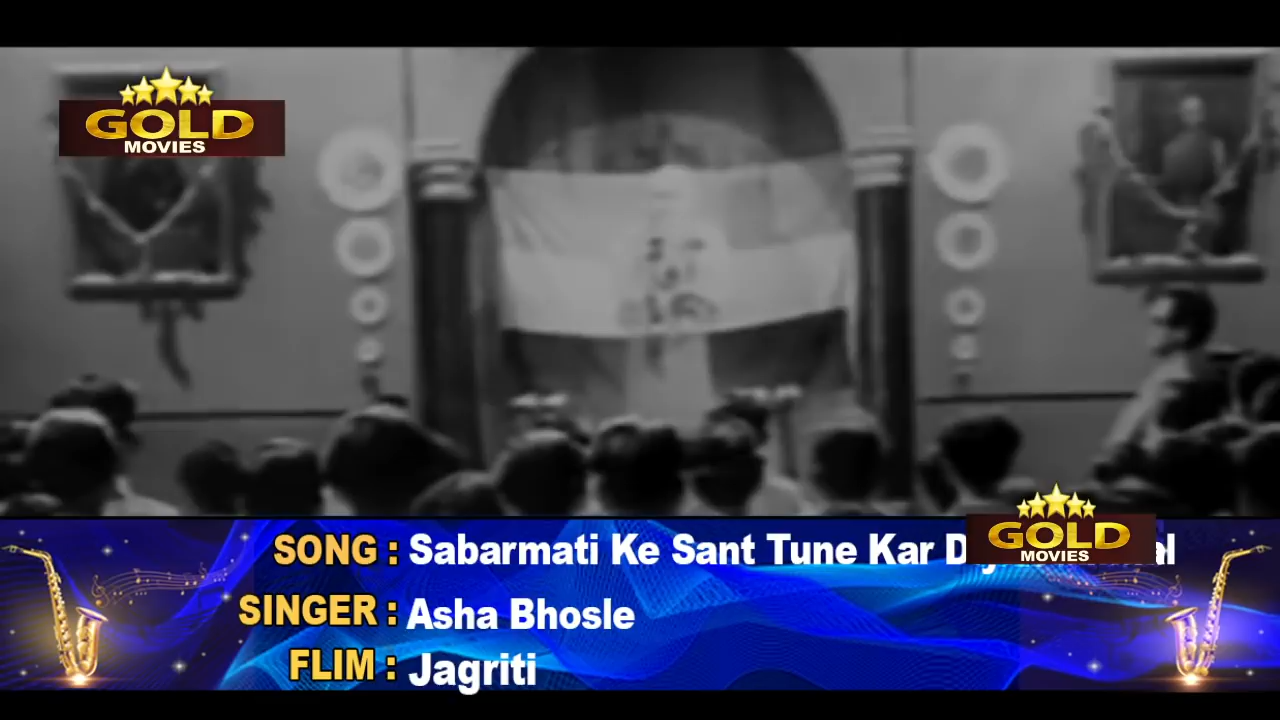 GOLD
MOVIES
SONG : Sabarmati Ke Sant Tune Kar
GOLD
MOVIES
SINGER : Asha Bhosle
FLIM : Jagriti